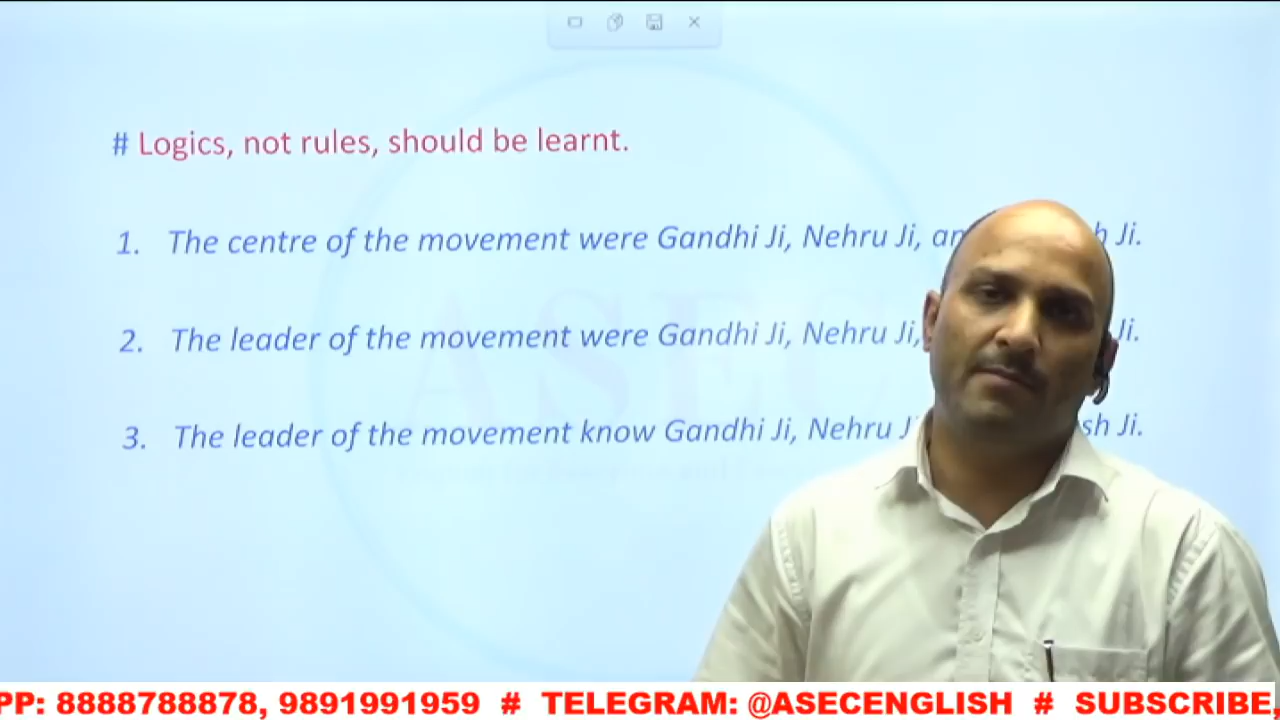 # Logics, not rules, should be learnt.
1. The centre of the movement were Gandhi Ji, Nehru Ji, Ji.
2. The leader of the movement were Gandhi Ji, Nehru Ji, Ji.
3. The leader of the movement know Gandhi Ji, Nehru Ji.
ASEC
PP: 8888788878, 9891991959 # TELEGRAM: @ASECENGLISH # SUBSCRIBE,